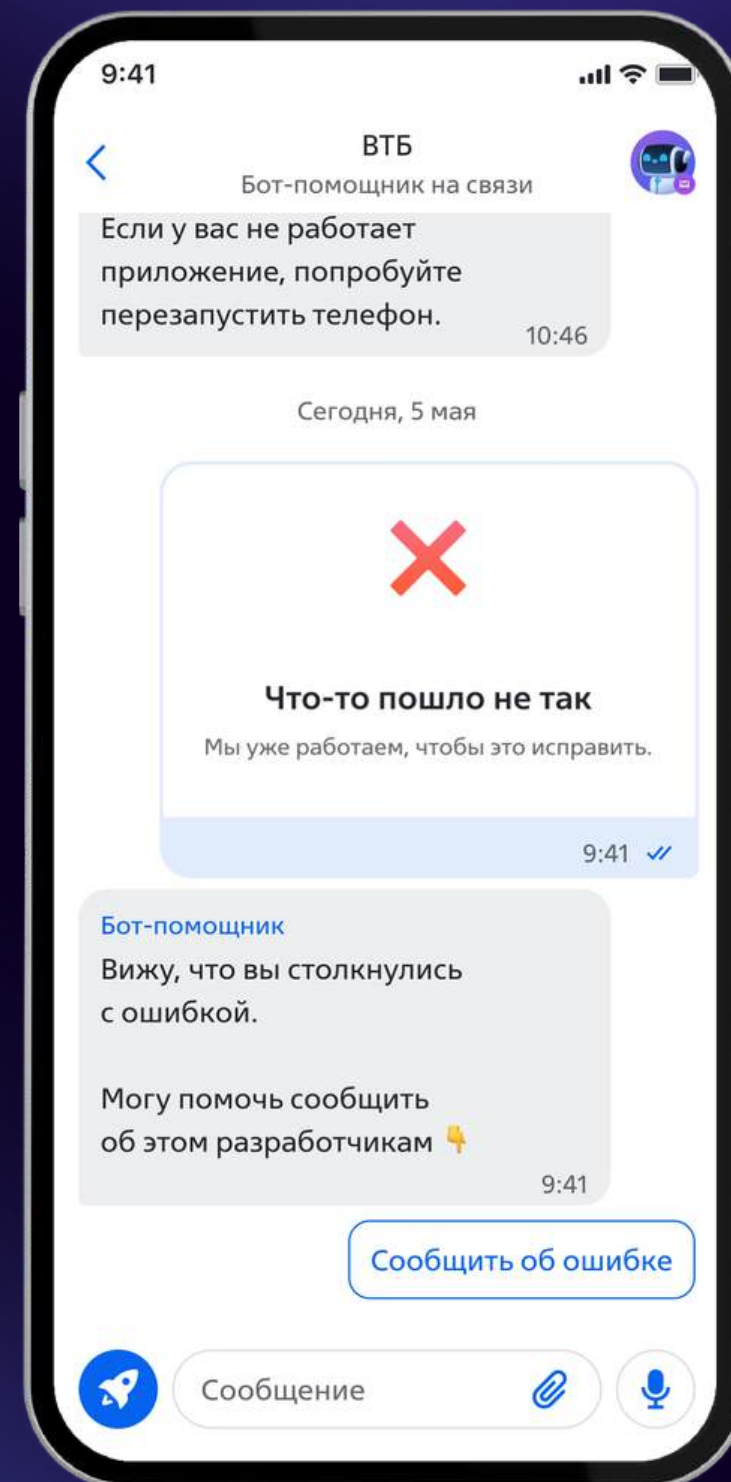 9:41
ВТБ
Бот-помощник на связи
Если у вас не работает
приложение, попробуйте
перезапустить телефон.
10:46
Сегодня, 5 мая
Что-то пошло не так
Мы уже работаем, чтобы это исправить.
9:41
Бот-помощник
Вижу, что вы столкнулись
с ошибкой.
Могу помочь сообщить
об этом разработчикам 👇
9:41
Сообщить об ошибке
Сообщение